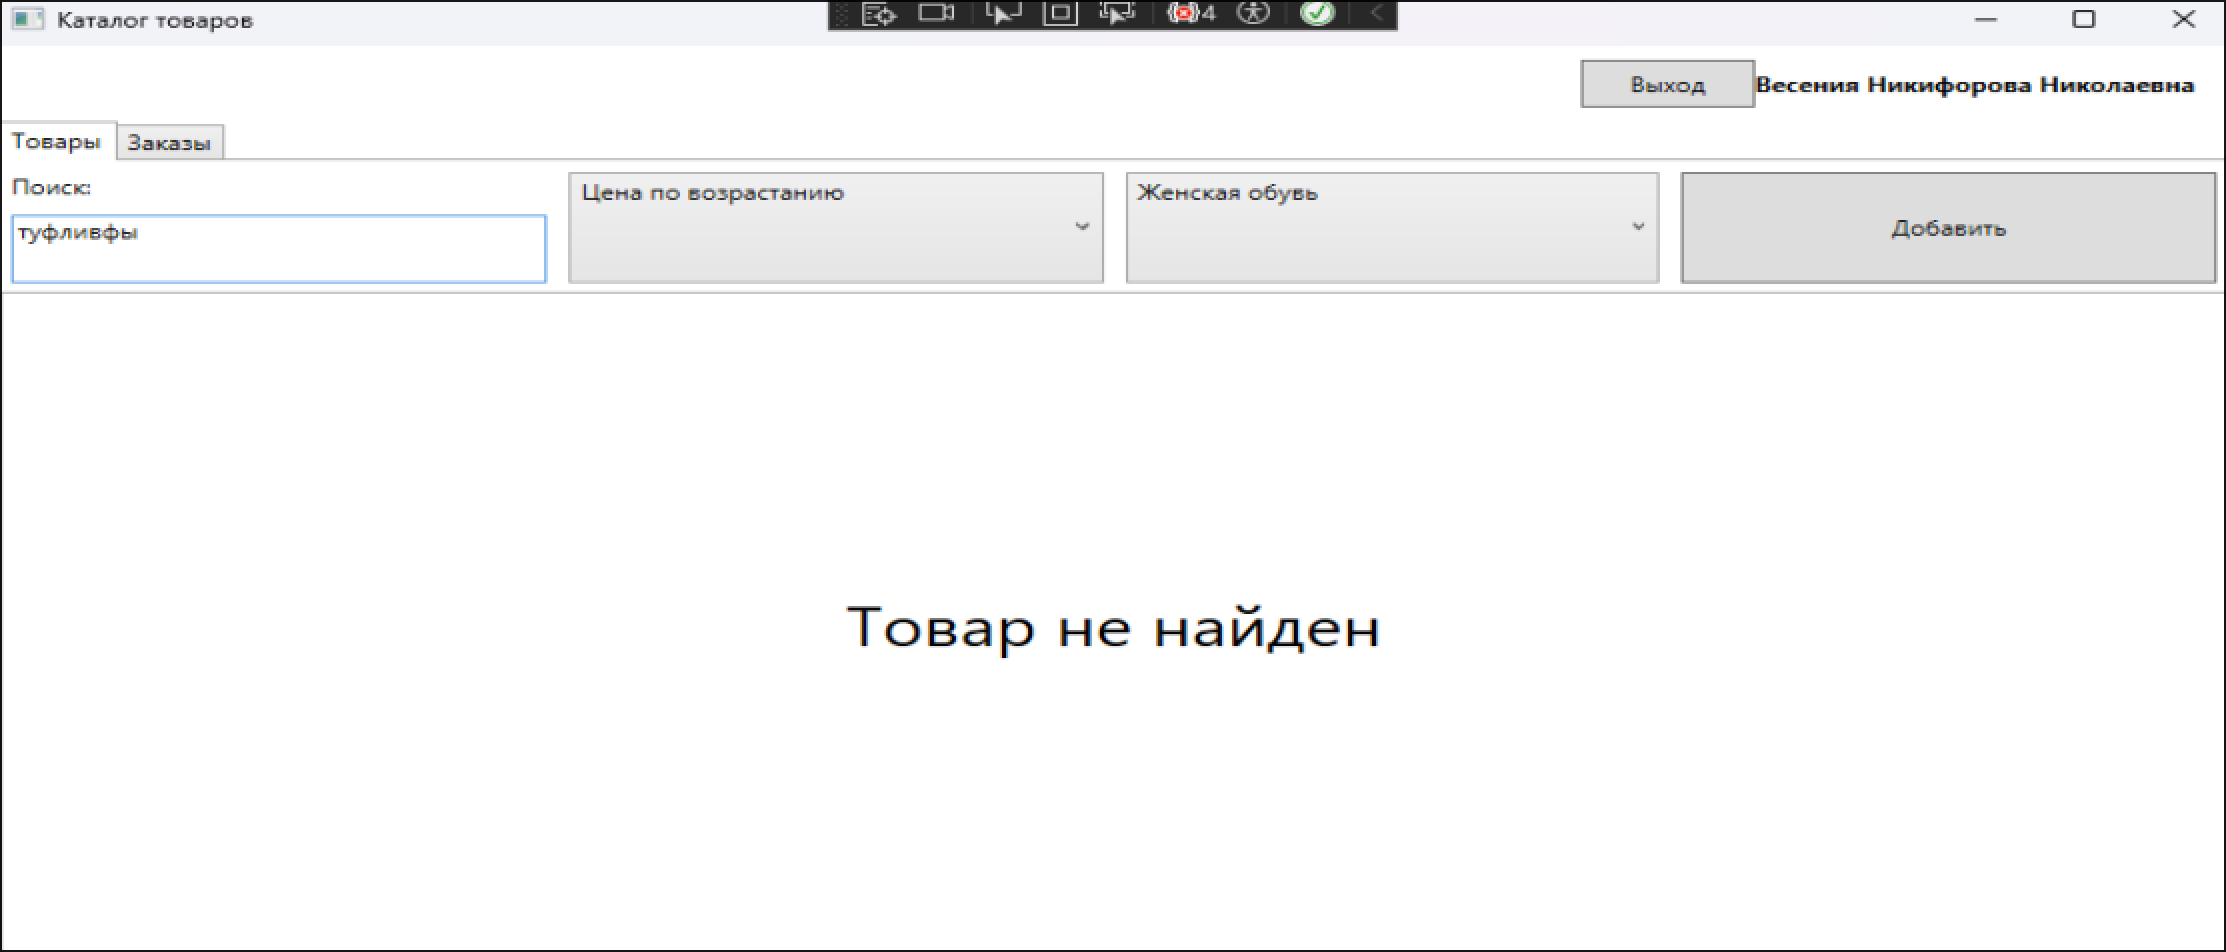 Каталог товаров
4
Выход Весения Никифорова Николаевна
Товары Заказы
Поиск:
туфливфы
Цена по возрастанию
Женская обувь
Добавить
Товар не найден